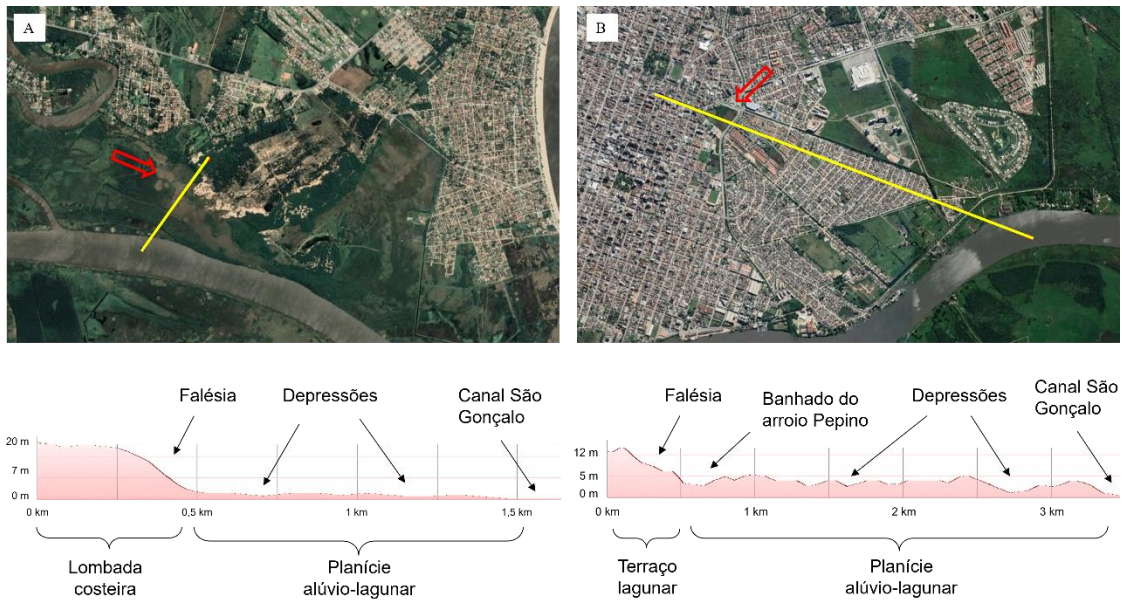 A
B
Falésia
Depressões
Canal São
Gonçalo
20 m
7 m
0 m
0 km
0,5 km
1 km
1,5 km
Lombada
costeira
Planície
alúvio-lagunar
Falésia
Banhado do
arroio Pepino
Depressões
Canal São
Gonçalo
12 m
5 m
0 m
0 km
1 km
2 km
3 km
Terraço
lagunar
Planície
alúvio-lagunar